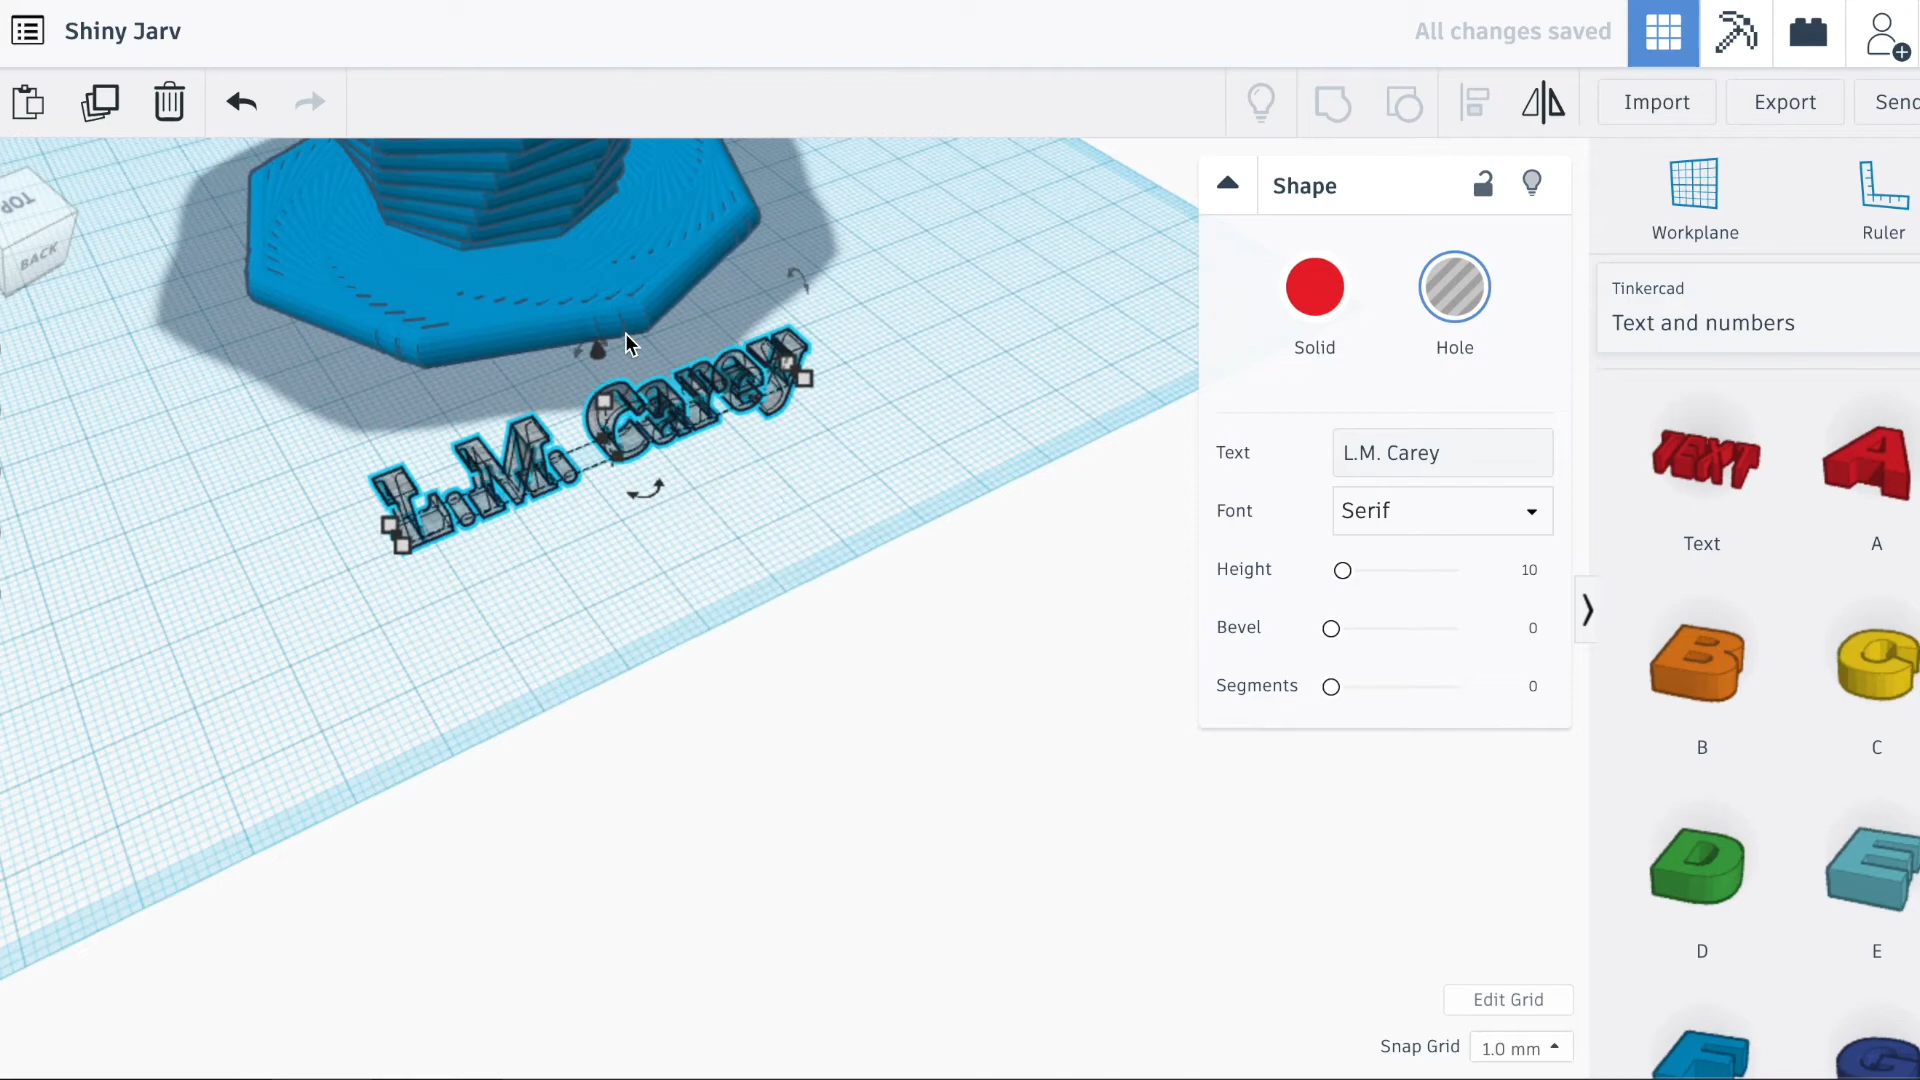 Shiny Jarv
All changes saved
Import
Export
Senc
TOP
BACK
L.M. Carey
Shape
Solid
Hole
Text
L.M. Carey
Font
Serif
Height
10
Bevel
0
Segments
0
Workplane
Ruler
Tinkercad
Text and numbers
TEXT
A
Text
A
B
C
B
C
D
E
D
E
F
G
Edit Grid
Snap Grid
1.0 mm